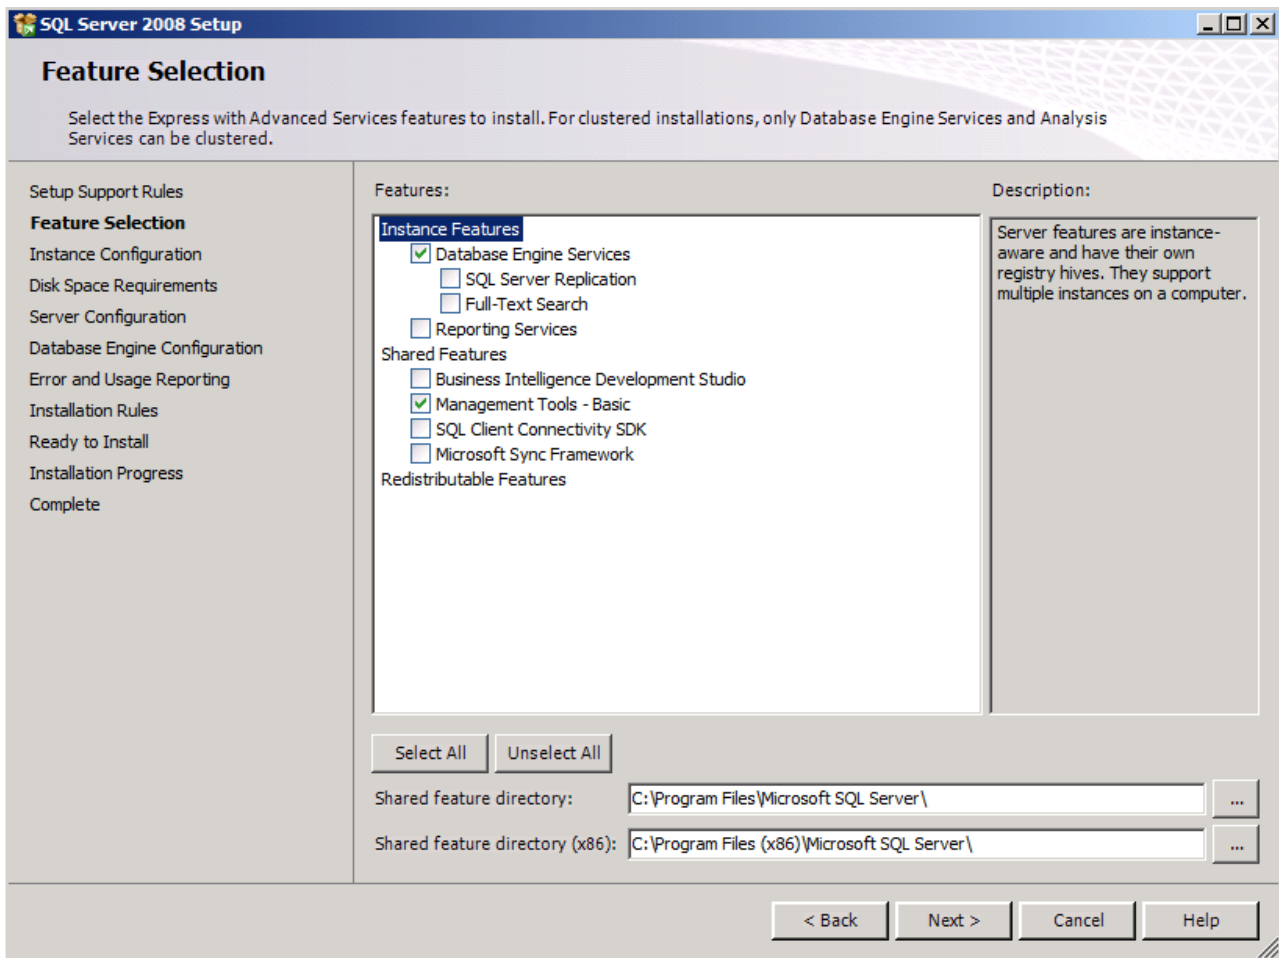 SQL Server 2008 Setup
Feature Selection
Select the Express with Advanced Services features to install. For clustered installations, only Database Engine Services and Analysis
Services can be clustered.
Setup Support Rules
Feature Selection
Instance Configuration
Disk Space Requirements
Server Configuration
Database Engine Configuration
Error and Usage Reporting
Installation Rules
Ready to Install
Installation Progress
Complete
Features:
Instance Features
Database Engine Services
SQL Server Replication
Full-Text Search
Reporting Services
Shared Features
Business Intelligence Development Studio
Management Tools - Basic
SQL Client Connectivity SDK
Microsoft Sync Framework
Redistributable Features
Description:
Server features are instance-
aware and have their own
registry hives. They support
multiple instances on a computer.
Select All
Unselect All
Shared feature directory:
C:\Program Files\Microsoft SQL Server\
...
Shared feature directory (x86):
C:\Program Files (x86)\Microsoft SQL Server\
...
< Back
Next >
Cancel
Help